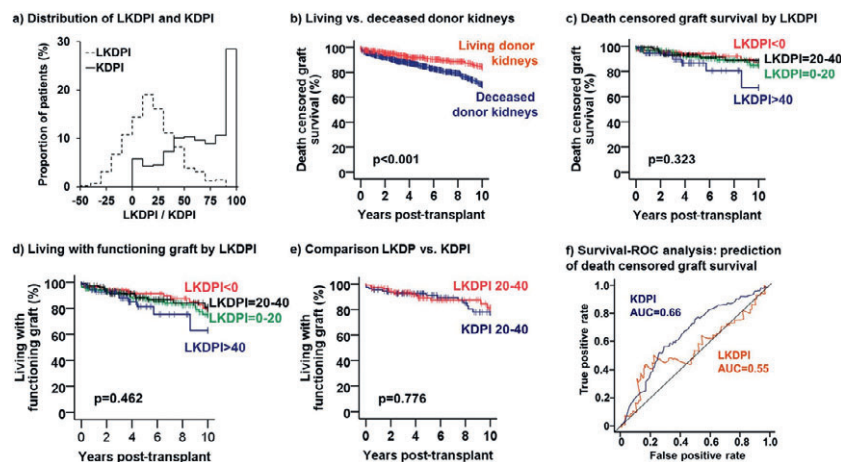 a) Distribution of LKDPI and KDPI
LKDPI
KDPI
Proportion of patients (%)
30
20
10
0
-50 -25 0 25 50 75 100
LKDPI / KDPI
b) Living vs. deceased donor kidneys
Death censored graft
survival (%)
100
80
60
40
20
0
Living donor
kidneys
Deceased
donor kidneys
p<0.001
0 2 4 6 8 10
Years post-transplant
c) Death censored graft survival by LKDPI
Death censored graft
survival (%)
100
80
60
40
20
0
LKDPI<0
LKDPI=20-40
LKDPI=0-20
LKDPI>40
p=0.323
0 2 4 6 8 10
Years post-transplant
d) Living with functioning graft by LKDPI
Living with
functioning graft (%)
100
80
60
40
20
0
LKDPI<0
LKDPI=20-40
LKDPI=0-20
LKDPI>40
p=0.462
0 2 4 6 8 10
Years post-transplant
e) Comparison LKDP vs. KDPI
Living with
functioning graft (%)
100
80
60
40
20
0
LKDPI 20-40
KDPI 20-40
p=0.776
0 2 4 6 8 10
Years post-transplant
f) Survival-ROC analysis: prediction
of death censored graft survival
True positive rate
1.0
0.8
0.6
0.4
0.2
0
KDPI
AUC=0.66
LKDPI
AUC=0.55
0 0.2 0.4 0.6 0.8 1.0
False positive rate